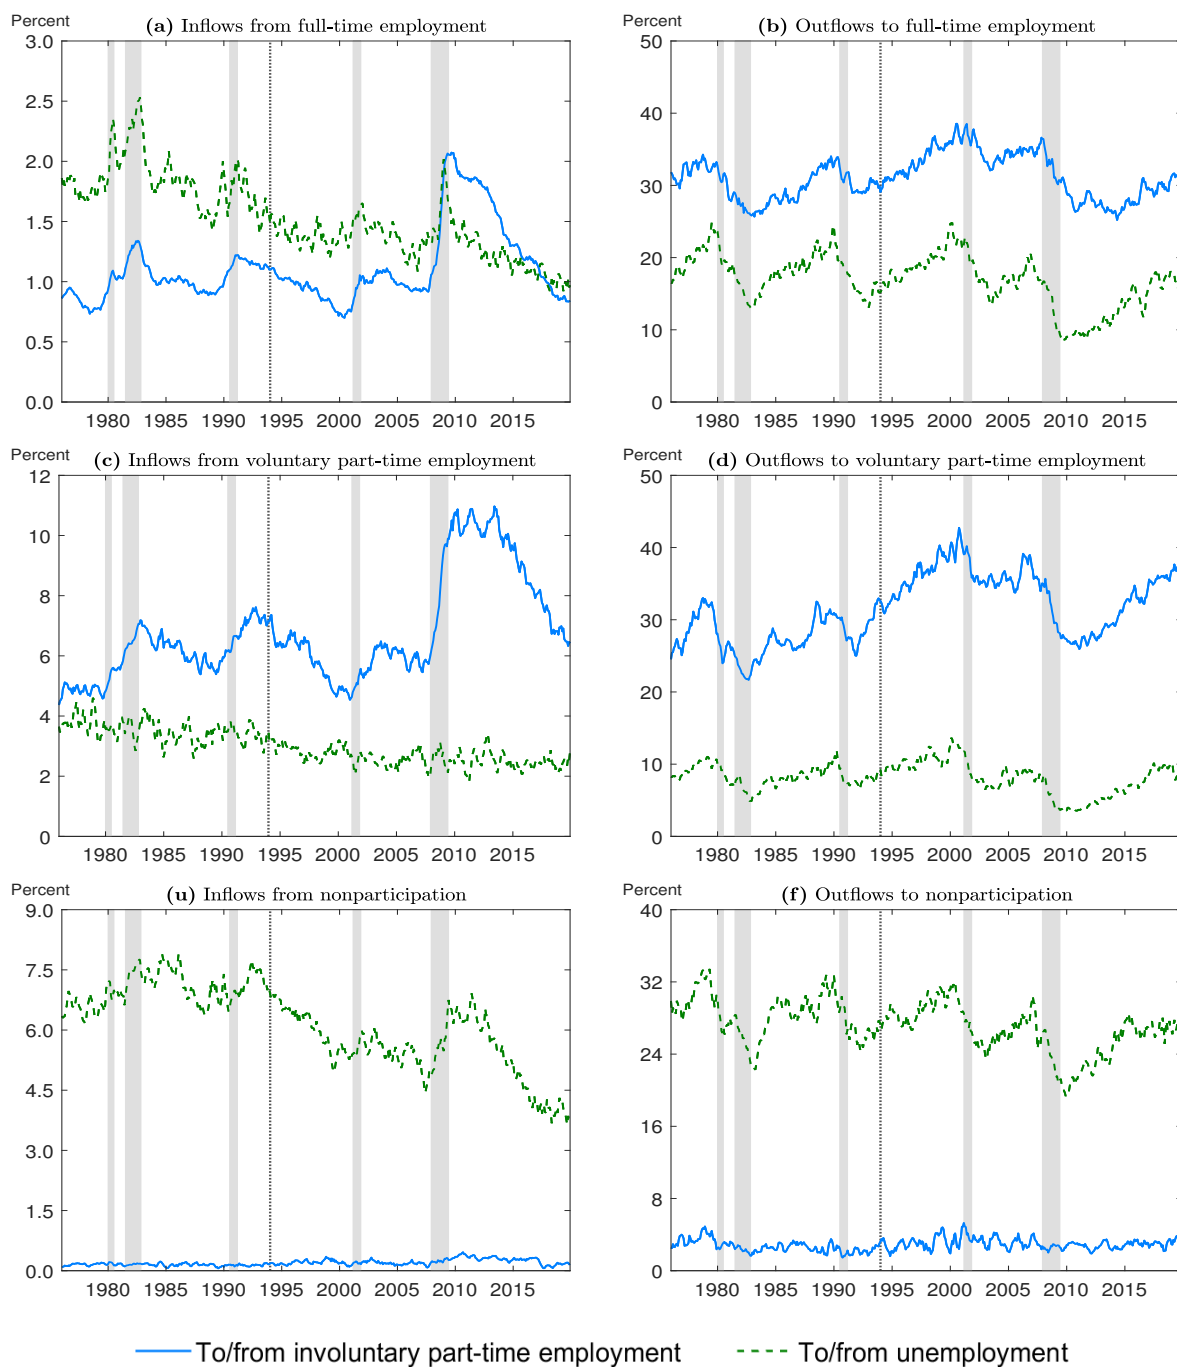 Percent
(a) Inflows from full-time employment
3.0
2.5
2.0
1.5
1.0
0.5
0.0
1980 1985 1990 1995 2000 2005 2010 2015
Percent
(b) Outflows to full-time employment
50
40
30
20
10
0
1980 1985 1990 1995 2000 2005 2010 2015
Percent
(c) Inflows from voluntary part-time employment
12
10
8
6
4
2
0
1980 1985 1990 1995 2000 2005 2010 2015
Percent
(d) Outflows to voluntary part-time employment
50
40
30
20
10
0
1980 1985 1990 1995 2000 2005 2010 2015
Percent
(u) Inflows from nonparticipation
9.0
7.5
6.0
4.5
3.0
1.5
0.0
1980 1985 1990 1995 2000 2005 2010 2015
Percent
(f) Outflows to nonparticipation
40
32
24
16
8
0
1980 1985 1990 1995 2000 2005 2010 2015
To/from involuntary part-time employment
To/from unemployment